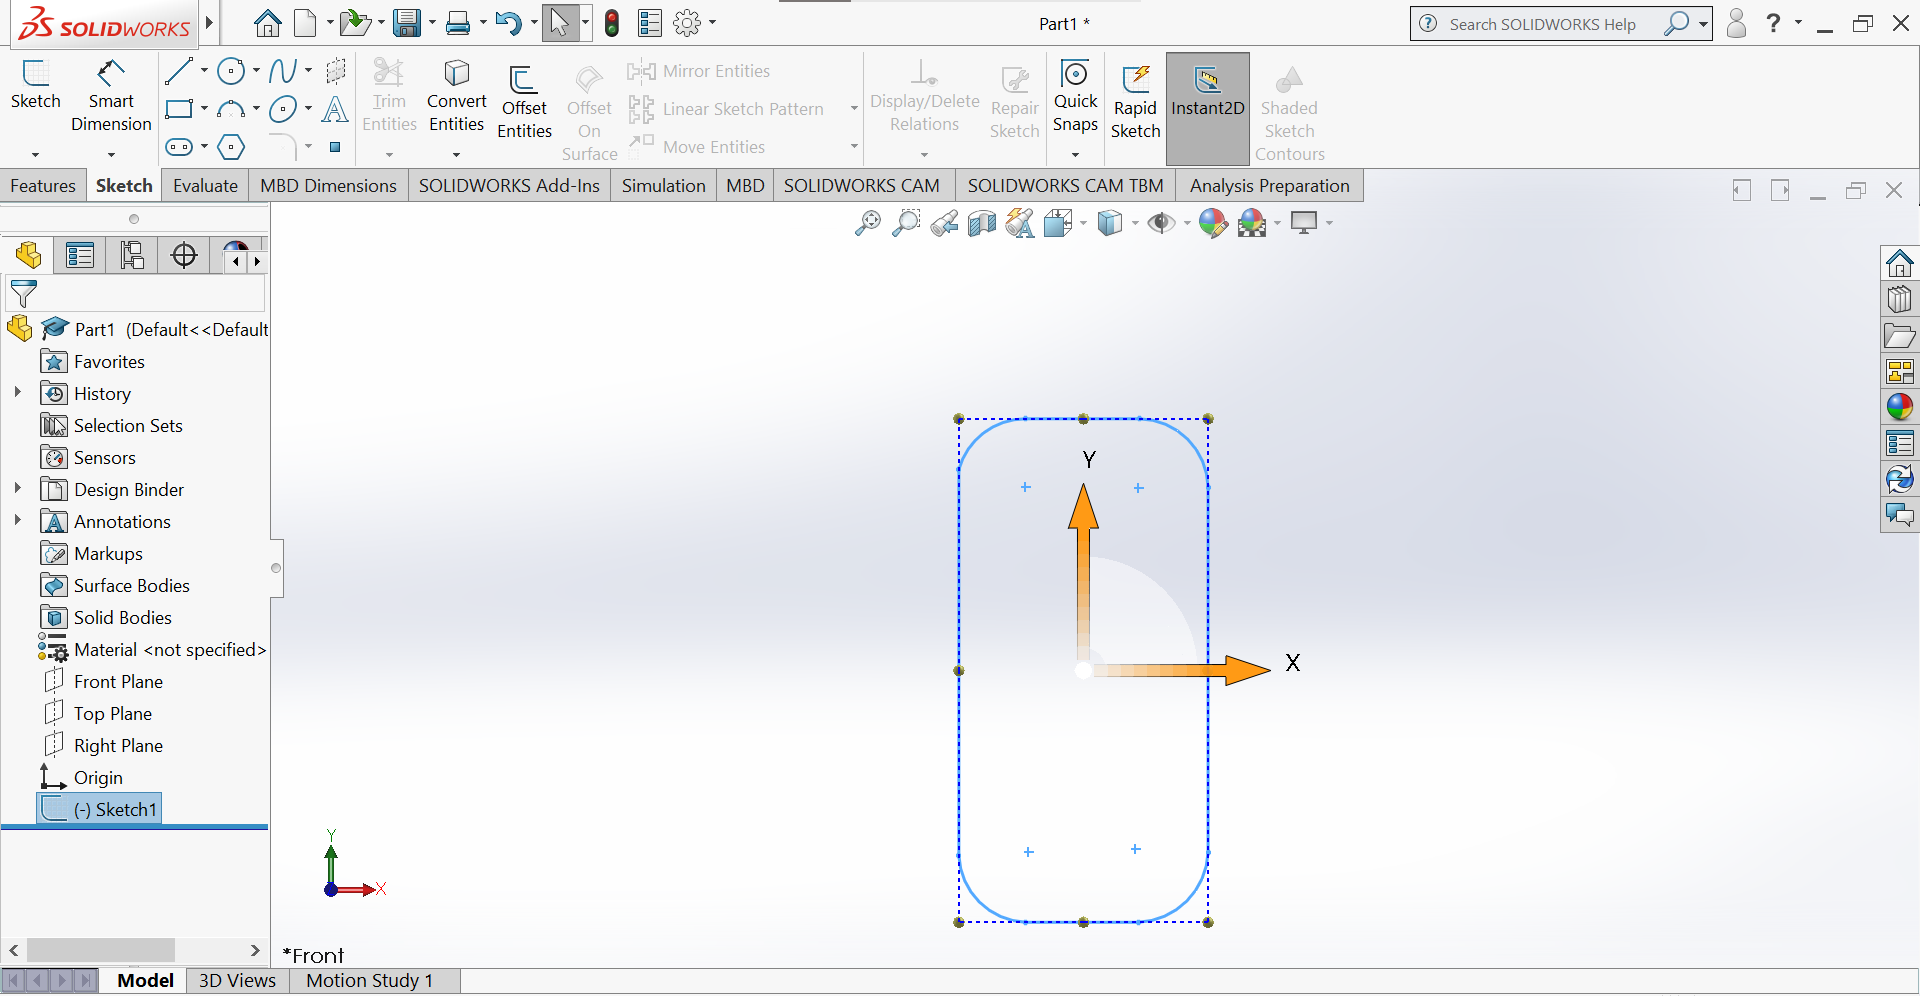 SOLIDWORKS
Part1 *
Search SOLIDWORKS Help
?
Sketch
Smart
Dimension
Trim
Entities
Convert
Entities
Offset
Entities
Offset
On
Surface
Mirror Entities
Linear Sketch Pattern
Move Entities
Display/Delete
Relations
Repair
Sketch
Quick
Snaps
Rapid
Sketch
Instant2D
Shaded
Sketch
Contours
Features
Sketch
Evaluate
MBD Dimensions
SOLIDWORKS Add-Ins
Simulation
MBD
SOLIDWORKS CAM
SOLIDWORKS CAM TBM
Analysis Preparation
Part1 (Default<<Default
Favorites
History
Selection Sets
Sensors
Design Binder
Annotations
Markups
Surface Bodies
Solid Bodies
Material <not specified>
Front Plane
Top Plane
Right Plane
Origin
(-) Sketch1
Y
X
Y
X
*Front
Model
3D Views
Motion Study 1